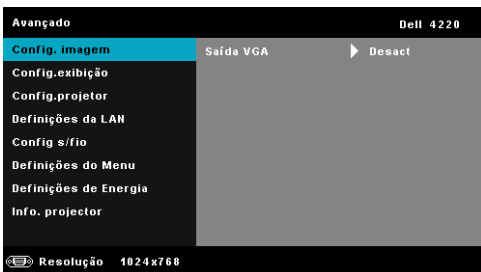 Avançado Dell 4220
Config. imagem Saída VGA Desact
Config.exibição
Config.projetor
Definições da LAN
Config s/fio
Definições do Menu
Definições de Energia
Info. projector
Resolução 1024x768